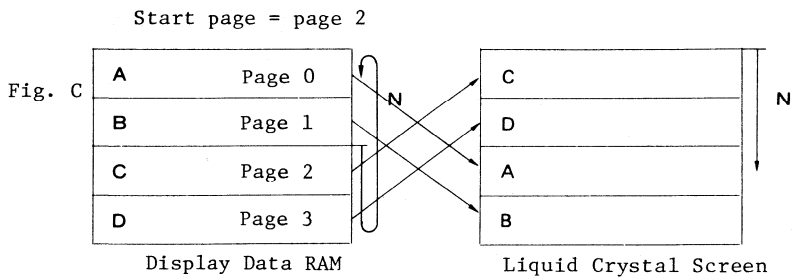 Start page = page 2
Fig. C
A Page 0
B Page 1
C Page 2
D Page 3
N
C
D
A
B
N
Display Data RAM
Liquid Crystal Screen